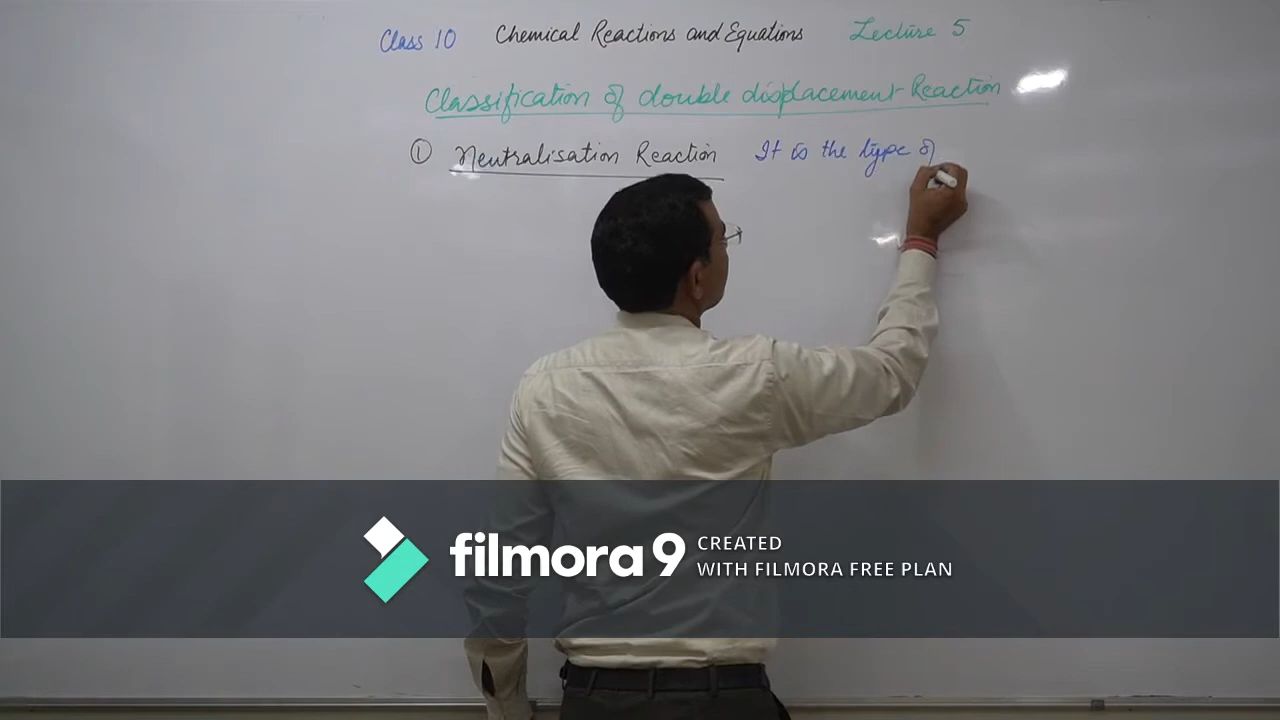 Class 10 Chemical Reactions and Equations Lecture 5
Classification of double displacement Reaction
① Neutralisation Reaction It is the type of
filmora 9 CREATED
WITH FILMORA FREE PLAN